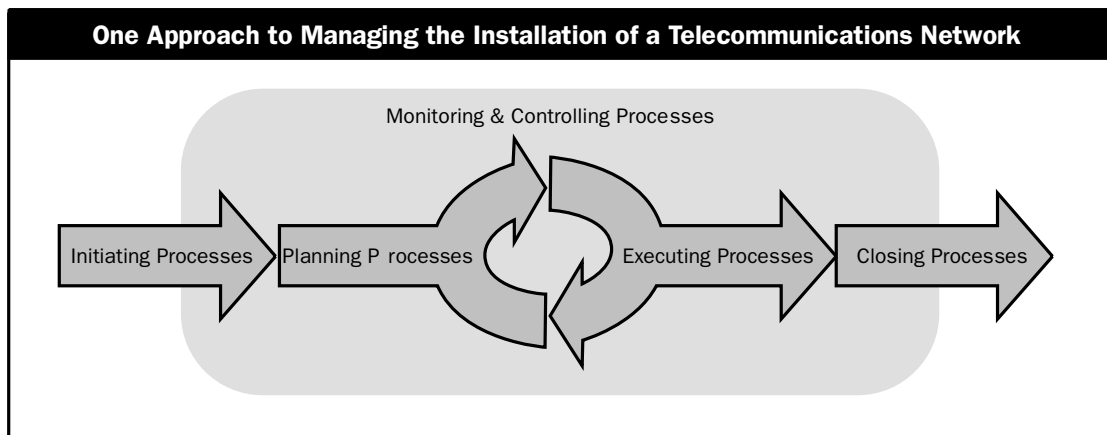 One Approach to Managing the Installation of a Telecommunications Network
Monitoring & Controlling Processes
Initiating Processes
Planning P rocesses
Executing Processes
Closing Processes